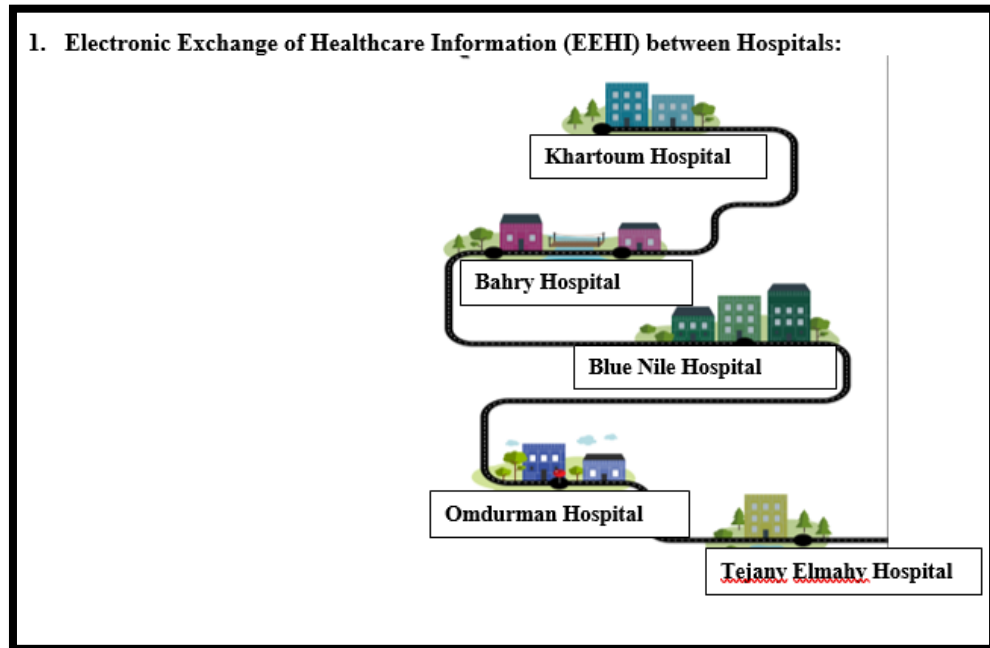 1. Electronic Exchange of Healthcare Information (EEHI) between Hospitals:
Khartoum Hospital
Bahry Hospital
Blue Nile Hospital
Omdurman Hospital
Tejany Elmahy Hospital